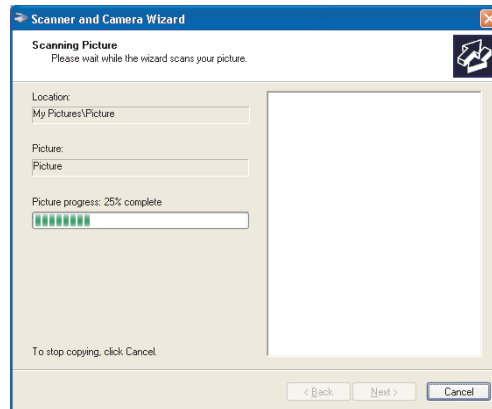 Scanner and Camera Wizard
Scanning Picture
Please wait while the wizard scans your picture.
Location:
My Pictures\Picture
Picture:
Picture
Picture progress: 25% complete
To stop copying, click Cancel.
< Back Next > Cancel